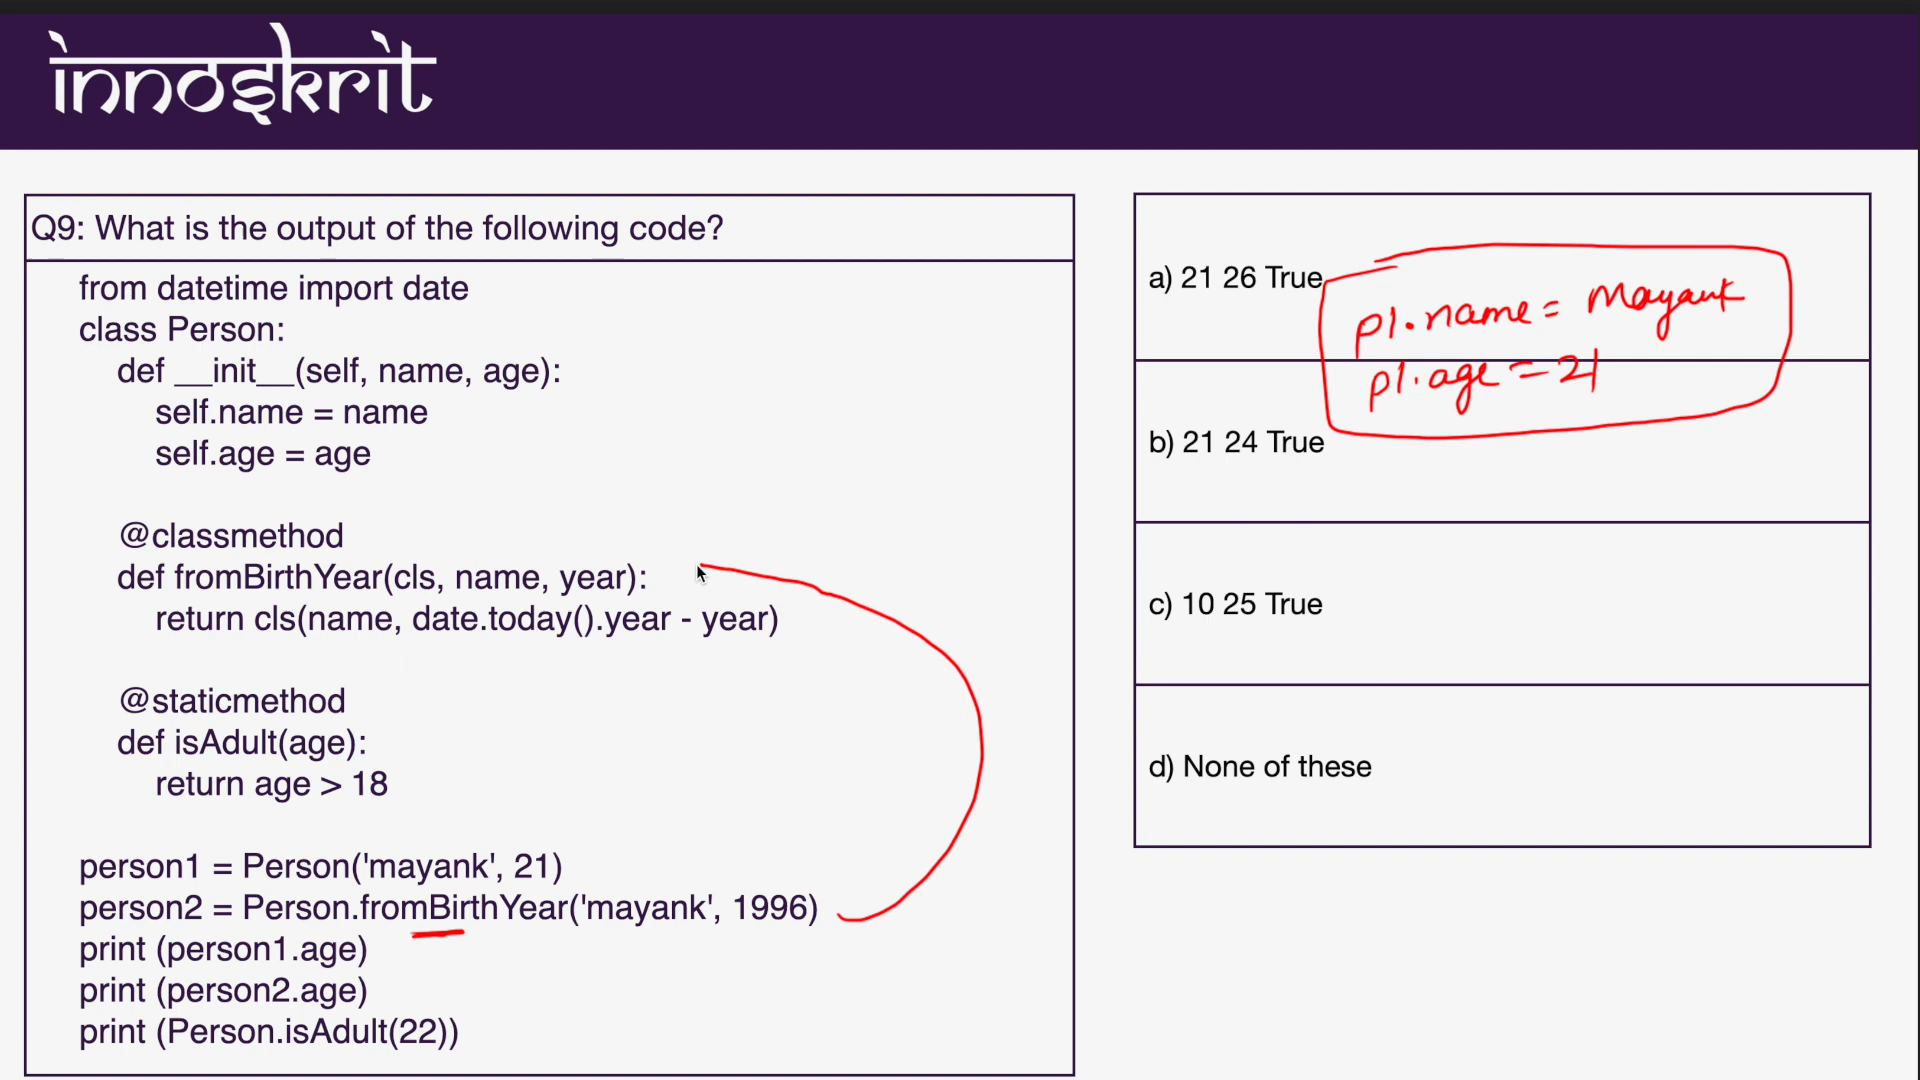 innoskrit
Q9: What is the output of the following code?
from datetime import date
class Person:
def __init__(self, name, age):
self.name = name
self.age = age
@classmethod
def fromBirthYear(cls, name, year):
return cls(name, date.today().year - year)
@staticmethod
def isAdult(age):
return age > 18
person1 = Person('mayank', 21)
person2 = Person.fromBirthYear('mayank', 1996)
print (person1.age)
print (person2.age)
print (Person.isAdult(22))
a) 21 26 True
p1.name = Mayank
p1.age = 21
b) 21 24 True
c) 10 25 True
d) None of these